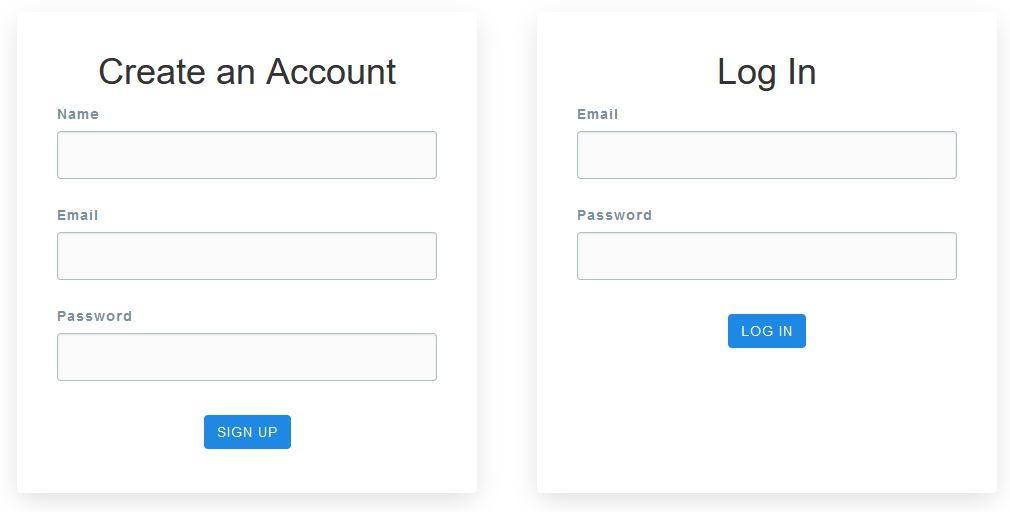 Create an Account
Name
Email
Password
SIGN UP
Log In
Email
Password
LOG IN